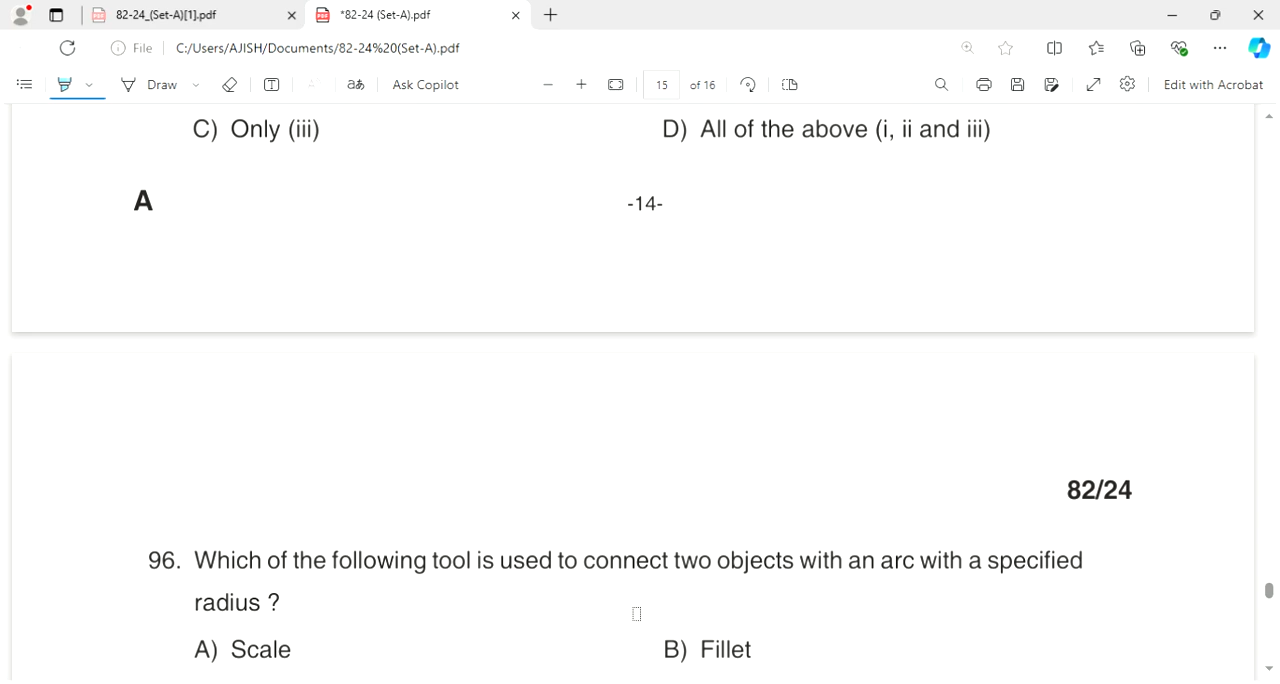 82-24_(Set-A)[1].pdf
*82-24 (Set-A).pdf
File
C:/Users/AJISH/Documents/82-24%20(Set-A).pdf
Draw
aあ
Ask Copilot
15 of 16
Edit with Acrobat
C) Only (iii)
D) All of the above (i, ii and iii)
A
-14-
82/24
96. Which of the following tool is used to connect two objects with an arc with a specified
radius ?
A) Scale
B) Fillet